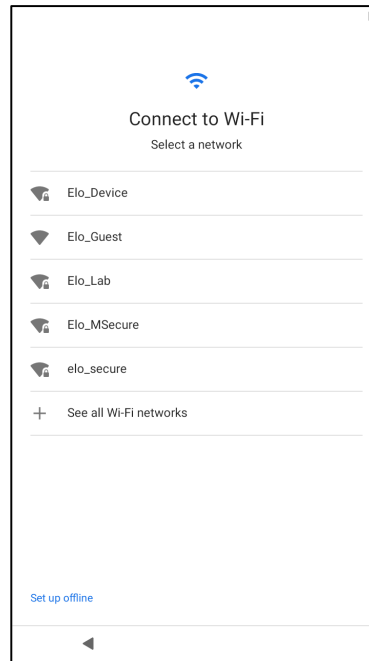 Connect to Wi-Fi
Select a network
Elo_Device
Elo_Guest
Elo_Lab
Elo_MSecure
elo_secure
See all Wi-Fi networks
Set up offline